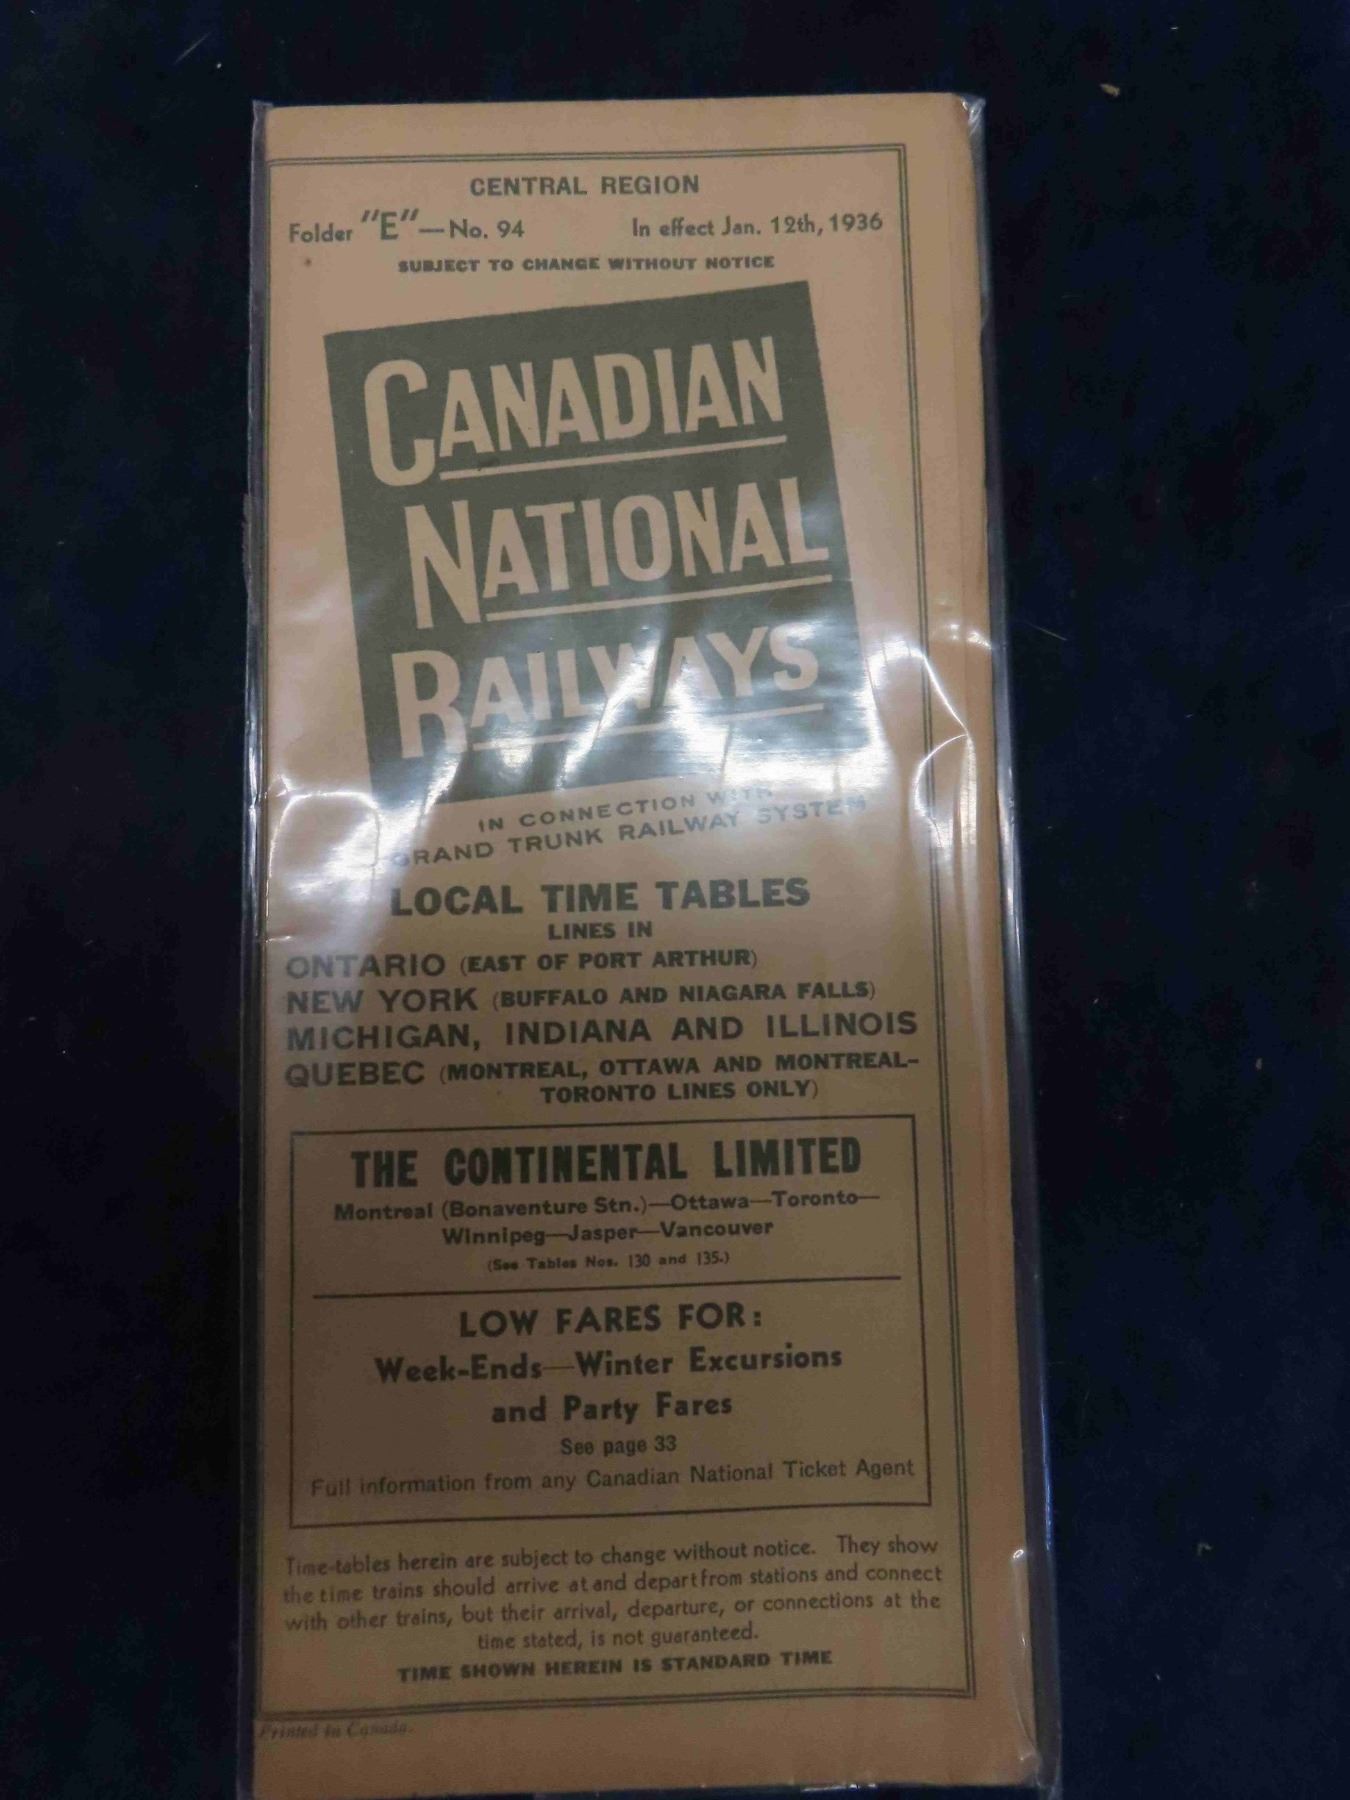 CENTRAL REGION
Folder "E"—No. 94 In effect Jan. 12th, 1936
SUBJECT TO CHANGE WITHOUT NOTICE
CANADIAN
NATIONAL
RAILWAYS
IN CONNECTION WITH
GRAND TRUNK RAILWAY SYSTEM
LOCAL TIME TABLES
LINES IN
ONTARIO (EAST OF PORT ARTHUR)
NEW YORK (BUFFALO AND NIAGARA FALLS)
MICHIGAN, INDIANA AND ILLINOIS
QUEBEC (MONTREAL, OTTAWA AND MONTREAL-
TORONTO LINES ONLY)
THE CONTINENTAL LIMITED
Montreal (Bonaventure Stn.)—Ottawa—Toronto—
Winnipeg—Jasper—Vancouver
(See Tables Nos. 130 and 135.)
LOW FARES FOR:
Week-Ends—Winter Excursions
and Party Fares
See page 33
Full information from any Canadian National Ticket Agent
Time-tables herein are subject to change without notice. They show
the time trains should arrive at and depart from stations and connect
with other trains, but their arrival, departure, or connections at the
time stated, is not guaranteed.
TIME SHOWN HEREIN IS STANDARD TIME
Printed in Canada.